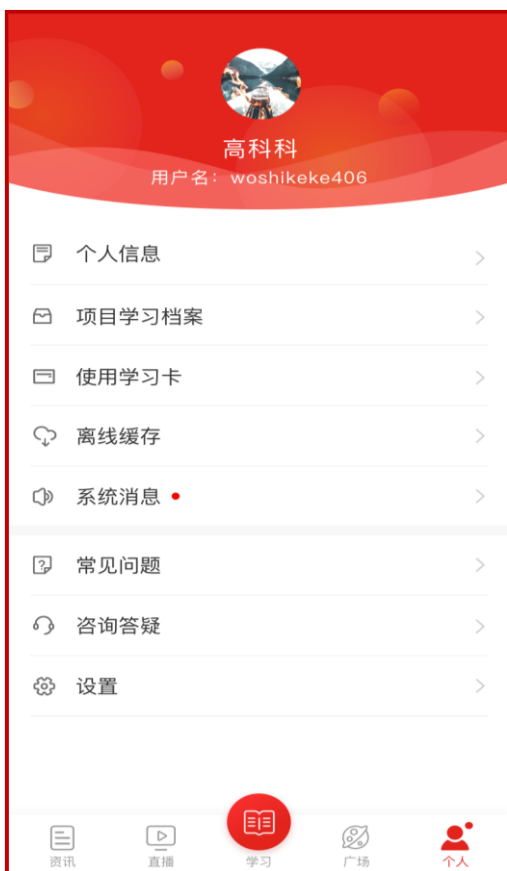 高科科
用户名：woshikeke406
个人信息
项目学习档案
使用学习卡
离线缓存
系统消息
常见问题
咨询答疑
设置
资讯 直播 学习 广场 个人